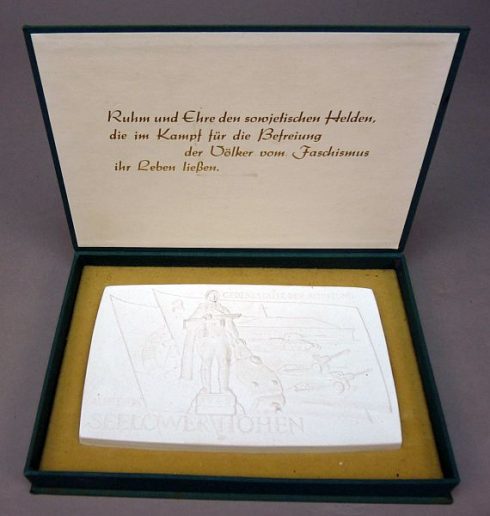 Ruhm und Ehre den sowjetischen Helden,
die im Kampf für die Befreiung
der Völker vom Faschismus
ihr Leben ließen.
SEELOWER HÖHEN